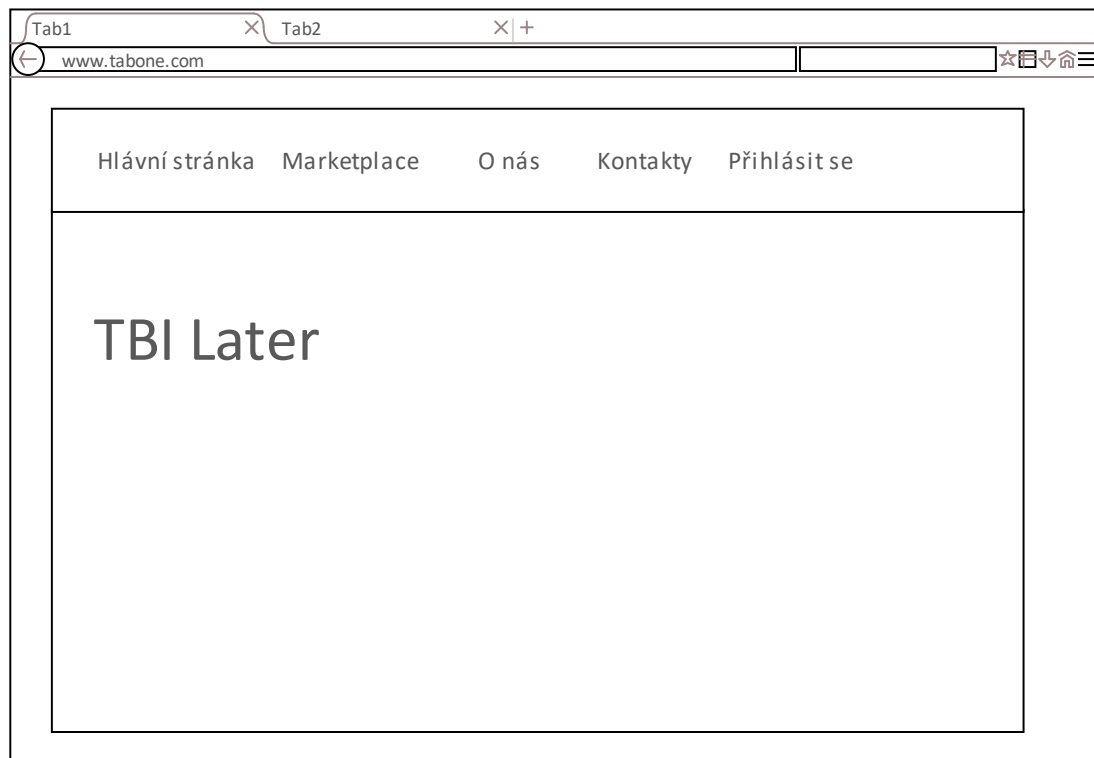 Tab1 Tab2
www.tabone.com
Hlávní stránka Marketplace O nás Kontakty Přihlásit se
TBI Later